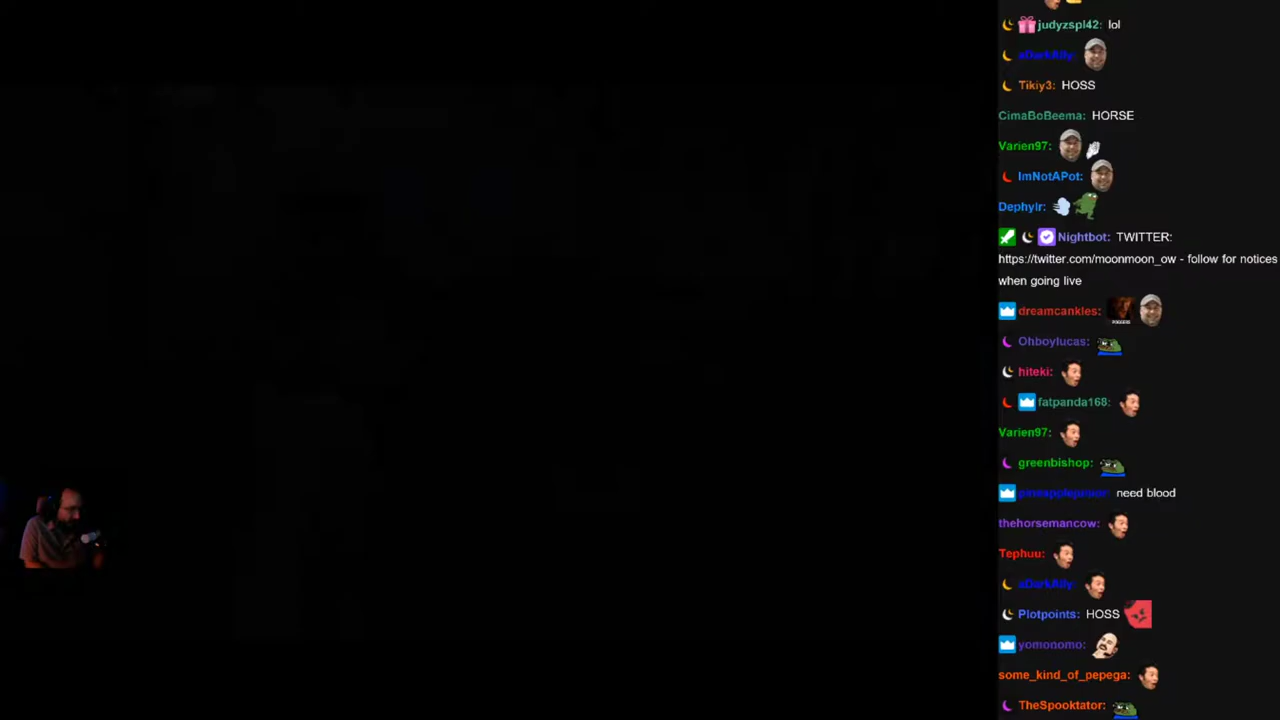 judyzspl42: lol
Tikiy3: HOSS
CimaBoBeema: HORSE
Varien97:
ImNotAPot:
Dephylr:
Nightbot: TWITTER:
https://twitter.com/moonmoon_ow - follow for notices
when going live
dreamcankles:
Ohboylucas:
hiteki:
fatpanda168:
Varien97:
greenbishop:
need blood
thehorsemancow:
Tephuu:
Plotpoints: HOSS
yomonomo:
some_kind_of_pepega:
TheSpooktator: